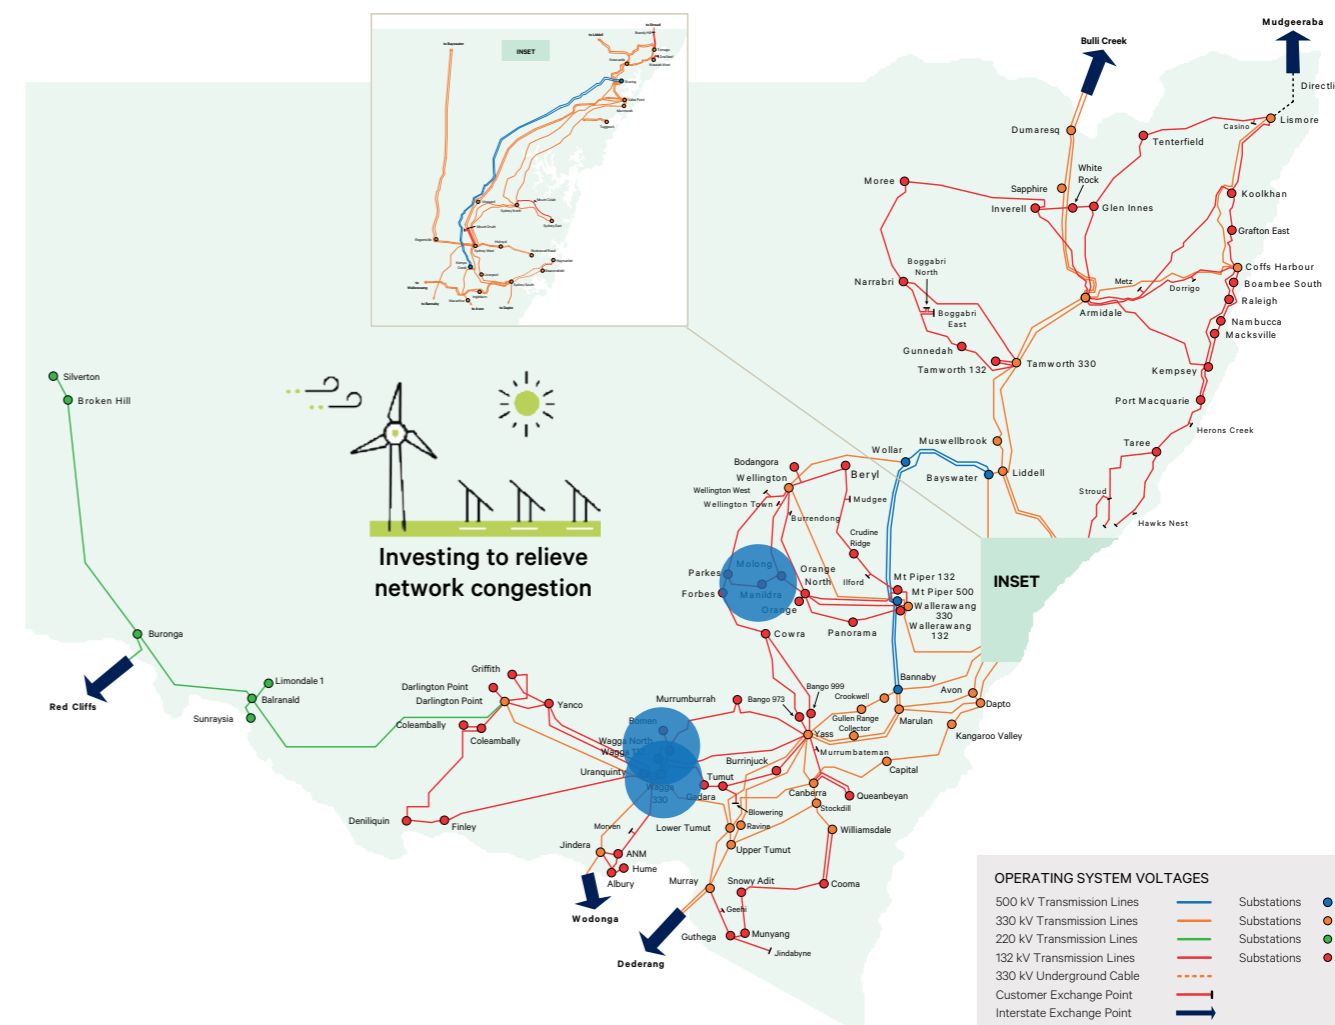 Mudgeeraba
Bulli Creek
INSET
Directli
Dumaresq
Casino
Lismore
Tenterfield
White
Rock
Moree
Sapphire
Inverell
Glen Innes
Koolkhan
Grafton East
Boggabri
North
Narrabri
Coffs Harbour
Metz
Dorrigo
Boambee South
Raleigh
Armidale
Boggabri
East
Nambucca
Macksville
Gunnedah
Tamworth 132
Tamworth 330
Kempsey
Silverton
Broken Hill
Port Macquarie
Herons Creek
Muswellbrook
Taree
Wollar
Bodangora
Wellington
Beryl
Bayswater
Liddell
Wellington West
Wellington Town
Mudgee
Stroud
Burrendong
Hawks Nest
Crudine
Ridge
Investing to relieve
network congestion
Molong
Parkes
Orange
North
Ilford
Mt Piper 132
INSET
Forbes
Manildra
Mt Piper 500
Orange
Wallerawang
330
Panorama
Wallerawang
132
Cowra
Buronga
Red Cliffs
Limondale 1
Balranald
Sunraysia
Griffith
Darlington Point
Darlington Point
Yanco
Coleambally
Coleambally
Murrumburrah
Bango 973
Bango 999
Crookwell
Bannaby
Avon
Dapto
Gullen Range
Collector
Marulan
Kangaroo Valley
Bomen
Wagga North
Yass
Murrumbateman
Uranquinty
Burrinjuck
Capital
Wagga
330
Gadara
Tumut
Canberra
Queanbeyan
Stockdill
Blowering
Deniliquin
Finley
Morven
Lower Tumut
Ravine
Williamsdale
Jindera
ANM
Upper Tumut
Hume
Albury
Murray
Snowy Adit
Cooma
Wodonga
Geehi
Guthega
Munyang
Jindabyne
Dederang
OPERATING SYSTEM VOLTAGES
500 kV Transmission Lines
Substations
330 kV Transmission Lines
Substations
220 kV Transmission Lines
Substations
132 kV Transmission Lines
Substations
330 kV Underground Cable
Customer Exchange Point
Interstate Exchange Point